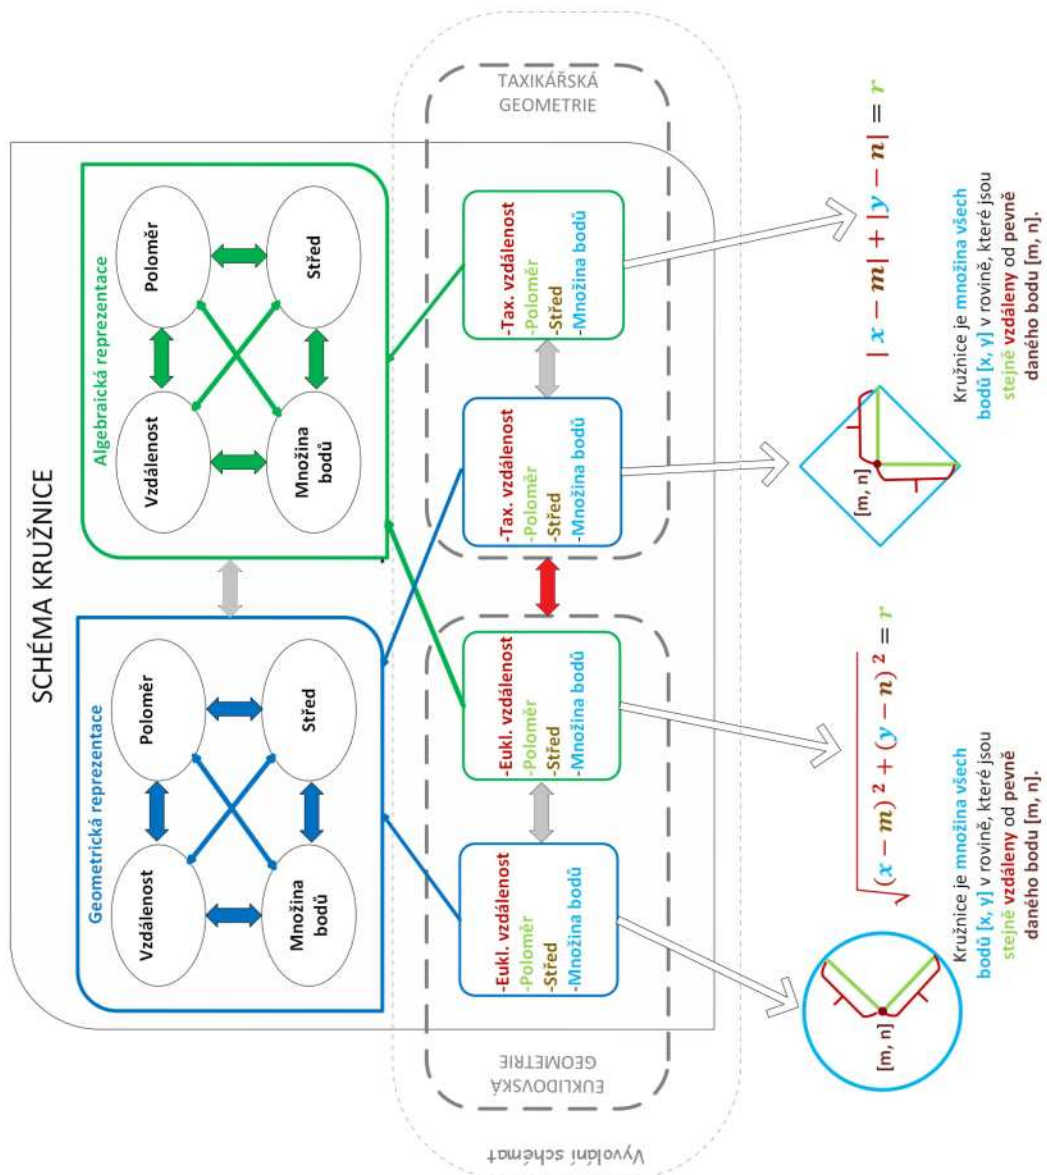 SCHÉMA KRUŽNICE
Geometrická reprezentace
Vzdálenost
Poloměr
Množina
bodů
Střed
Algebraická reprezentace
Vzdálenost
Poloměr
Množina
bodů
Střed
Vyvolání schémat
EUKLIDOVSKÁ
GEOMETRIE
-Eukl. vzdálenost
-Poloměr
-Střed
-Množina bodů
-Eukl. vzdálenost
-Poloměr
-Střed
-Množina bodů
-Tax. vzdálenost
-Poloměr
-Střed
-Množina bodů
-Tax. vzdálenost
-Poloměr
-Střed
-Množina bodů
TAXIKÁŘSKÁ
GEOMETRIE
[m, n]
√(x − m)² + (y − n)² = r
Kružnice je množina všech
bodů [x, y] v rovině, které jsou
stejně vzdáleny od pevně
daného bodu [m, n].
[m, n]
|x − m| + |y − n| = r
Kružnice je množina všech
bodů [x, y] v rovině, které jsou
stejně vzdáleny od pevně
daného bodu [m, n].